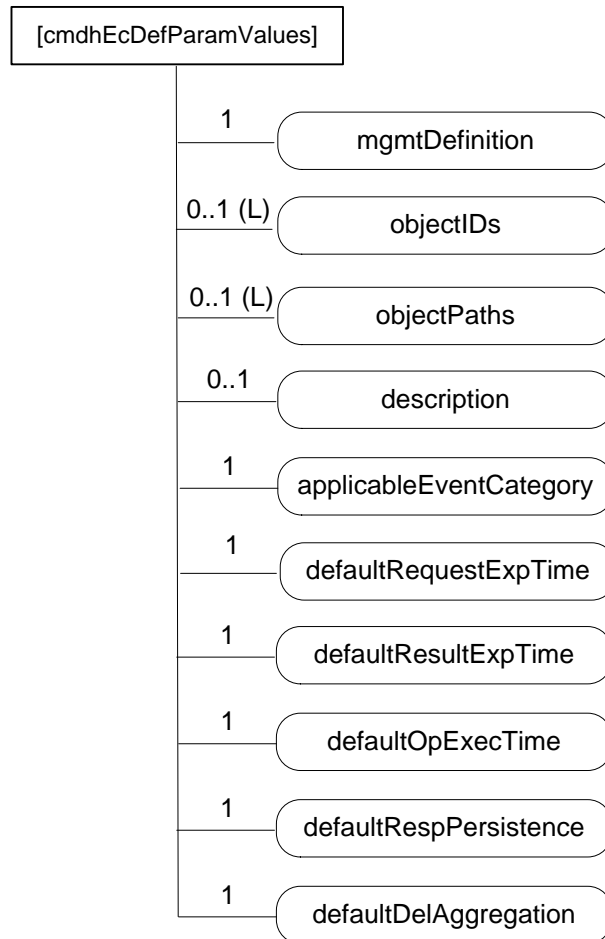 [cmdhEcDefParamValues]
1
mgmtDefinition
0..1 (L)
objectIDs
0..1 (L)
objectPaths
0..1
description
1
applicableEventCategory
1
defaultRequestExpTime
1
defaultResultExpTime
1
defaultOpExecTime
1
defaultRespPersistence
1
defaultDelAggregation